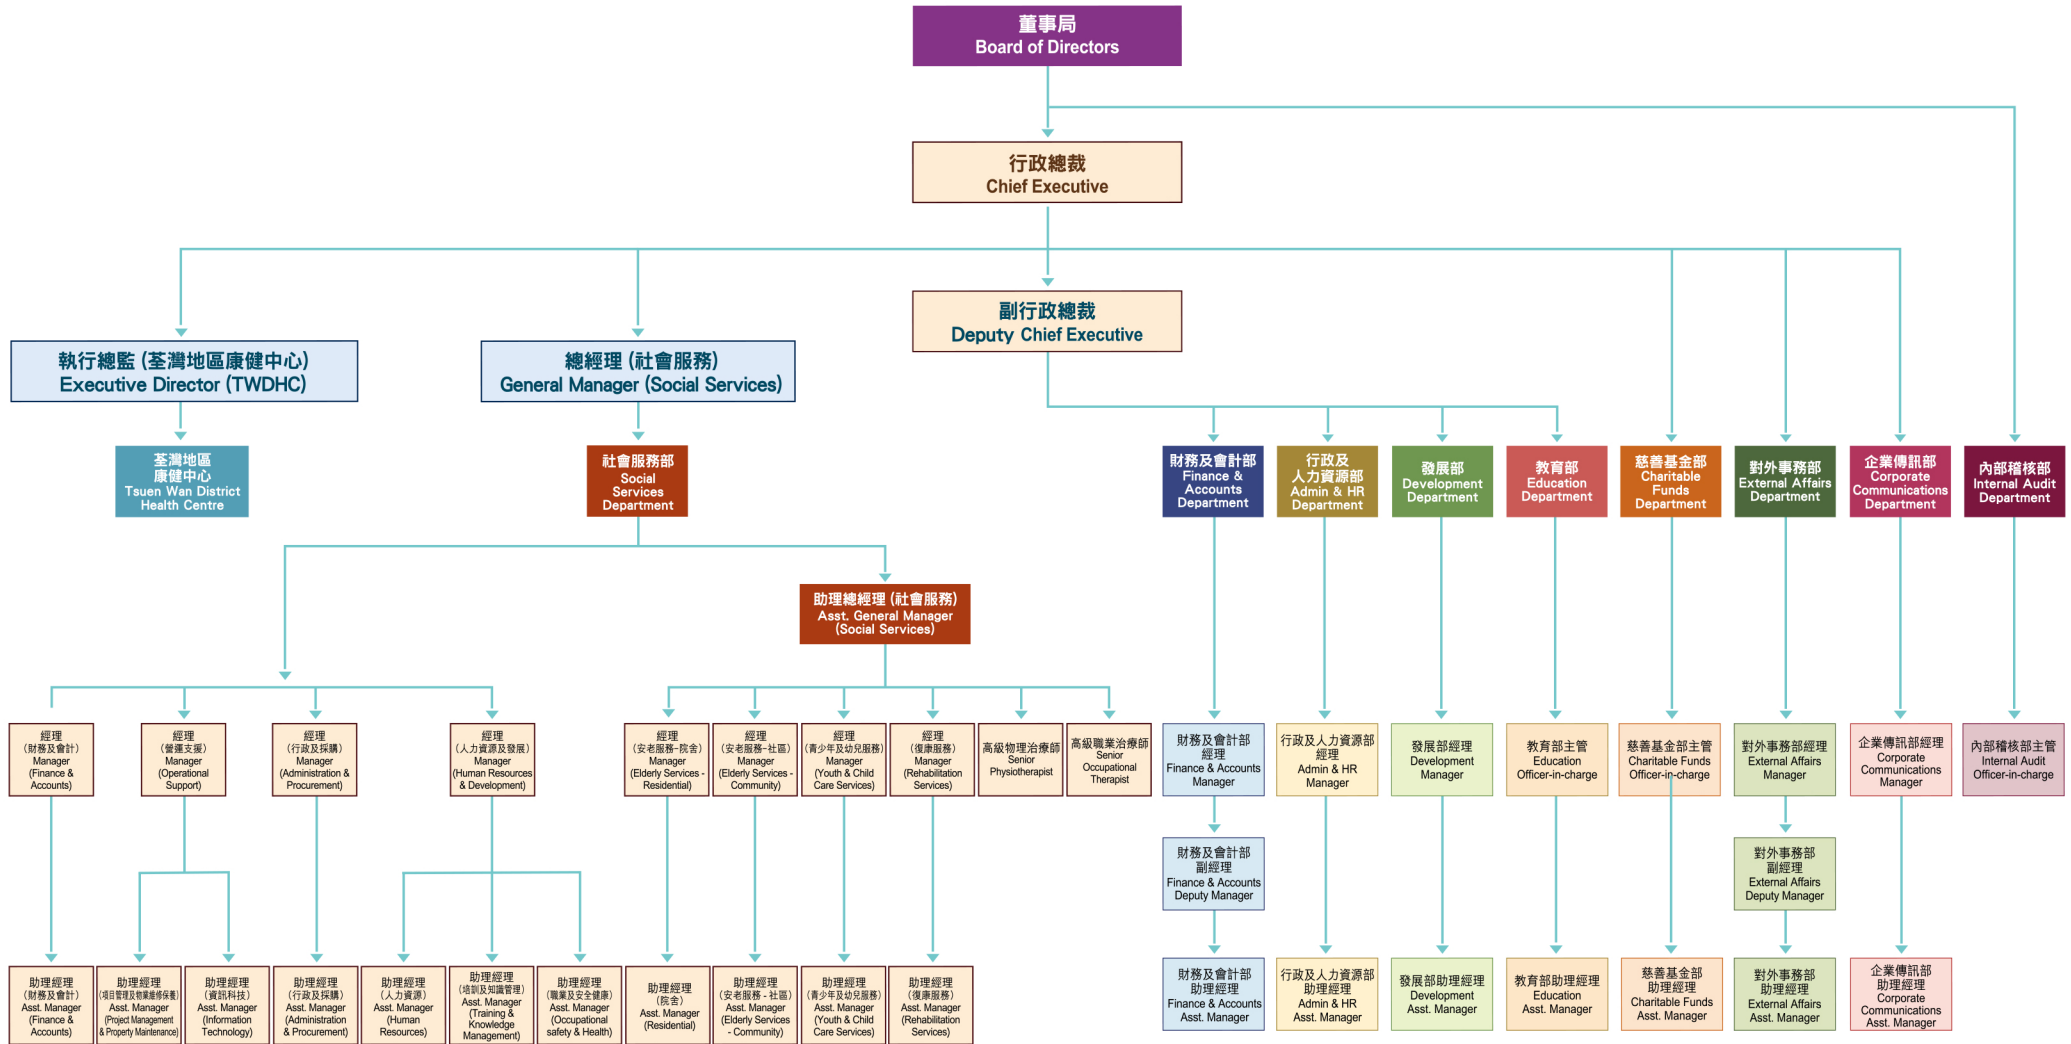 董事局
Board of Directors
行政總裁
Chief Executive
副行政總裁
Deputy Chief Executive
執行總監 (荃灣地區康健中心)
Executive Director (TWDHC)
總經理 (社會服務)
General Manager (Social Services)
荃灣地區
康健中心
Tsuen Wan District
Health Centre
社會服務部
Social
Services
Department
財務及會計部
Finance &
Accounts
Department
行政及
人力資源部
Admin & HR
Department
發展部
Development
Department
教育部
Education
Department
慈善基金部
Charitable
Funds
Department
對外事務部
External Affairs
Department
企業傳訊部
Corporate
Communications
Department
內部稽核部
Internal Audit
Department
助理總經理 (社會服務)
Asst. General Manager
(Social Services)
經理
(財務及會計)
Manager
(Finance &
Accounts)
經理
(營運支援)
Manager
(Operational
Support)
經理
(行政及採購)
Manager
(Administration &
Procurement)
經理
(人力資源及發展)
Manager
(Human Resources
& Development)
經理
(安老服務-院舍)
Manager
(Elderly Services -
Residential)
經理
(安老服務-社區)
Manager
(Elderly Services -
Community)
經理
(青少年及幼兒服務)
Manager
(Youth & Child
Care Services)
經理
(復康服務)
Manager
(Rehabilitation
Services)
高級物理治療師
Senior
Physiotherapist
高級職業治療師
Senior
Occupational
Therapist
財務及會計部
經理
Finance & Accounts
Manager
行政及人力資源部
經理
Admin & HR
Manager
發展部經理
Development
Manager
教育部主管
Education
Officer-in-charge
慈善基金部主管
Charitable Funds
Officer-in-charge
對外事務部經理
External Affairs
Manager
企業傳訊部經理
Corporate
Communications
Manager
內部稽核部主管
Internal Audit
Officer-in-charge
財務及會計部
副經理
Finance & Accounts
Deputy Manager
對外事務部
副經理
External Affairs
Deputy Manager
助理經理
(財務及會計)
Asst. Manager
(Finance &
Accounts)
助理經理
(項目管理及物業維修保養)
Asst. Manager
(Project Management
& Property Maintenance)
助理經理
(資訊科技)
Asst. Manager
(Information
Technology)
助理經理
(行政及採購)
Asst. Manager
(Administration
& Procurement)
助理經理
(人力資源)
Asst. Manager
(Human
Resources)
助理經理
(培訓及知識管理)
Asst. Manager
(Training &
Knowledge
Management)
助理經理
(職業及安全健康)
Asst. Manager
(Occupational
safety & Health)
助理經理
(院舍)
Asst. Manager
(Residential)
助理經理
(安老服務 - 社區)
Asst. Manager
(Elderly Services
- Community)
助理經理
(青少年及幼兒服務)
Asst. Manager
(Youth & Child
Care Services)
助理經理
(復康服務)
Asst. Manager
(Rehabilitation
Services)
財務及會計部
助理經理
Finance & Accounts
Asst. Manager
行政及人力資源部
助理經理
Admin & HR
Asst. Manager
發展部助理經理
Development
Asst. Manager
教育部助理經理
Education
Asst. Manager
慈善基金部
助理經理
Charitable Funds
Asst. Manager
對外事務部
助理經理
External Affairs
Asst. Manager
企業傳訊部
助理經理
Corporate
Communications
Asst. Manager